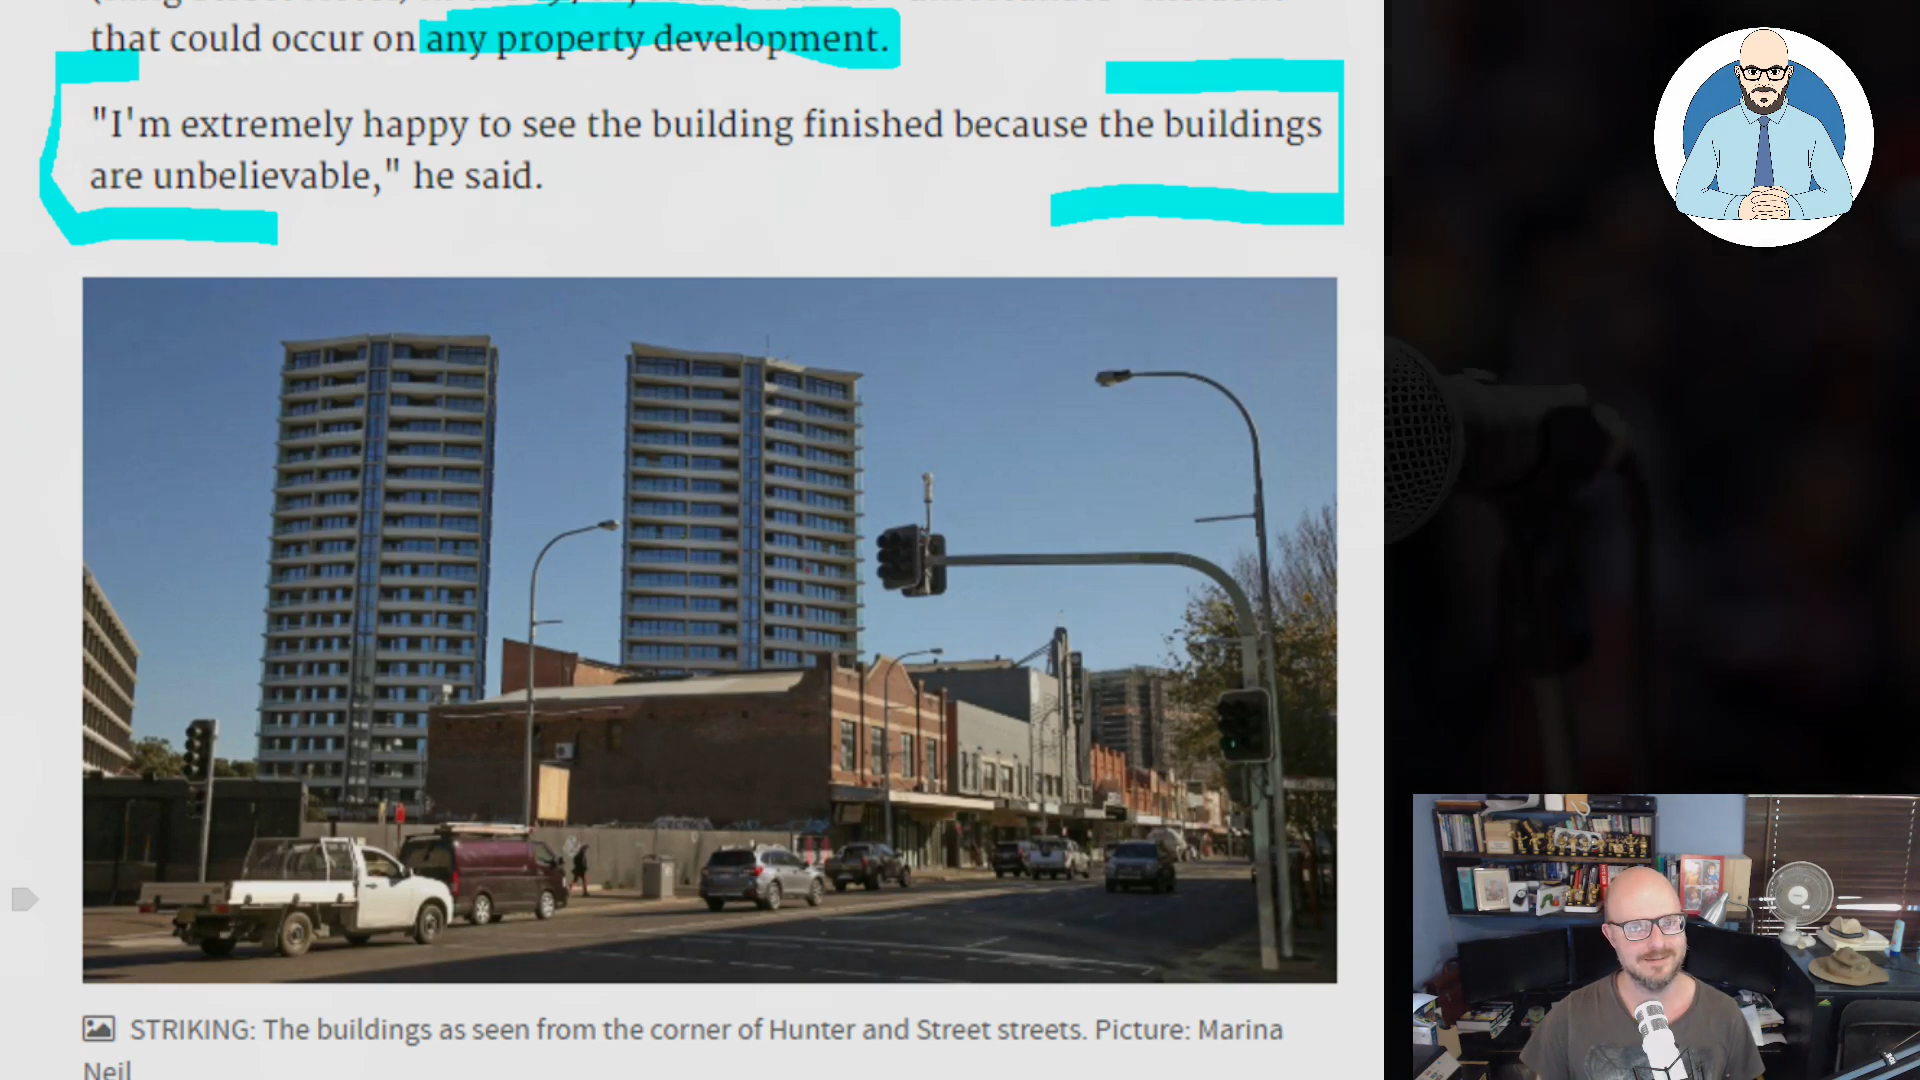 that could occur on any property development.
"I'm extremely happy to see the building finished because the buildings
are unbelievable," he said.
STRIKING: The buildings as seen from the corner of Hunter and Street streets. Picture: Marina
Neil